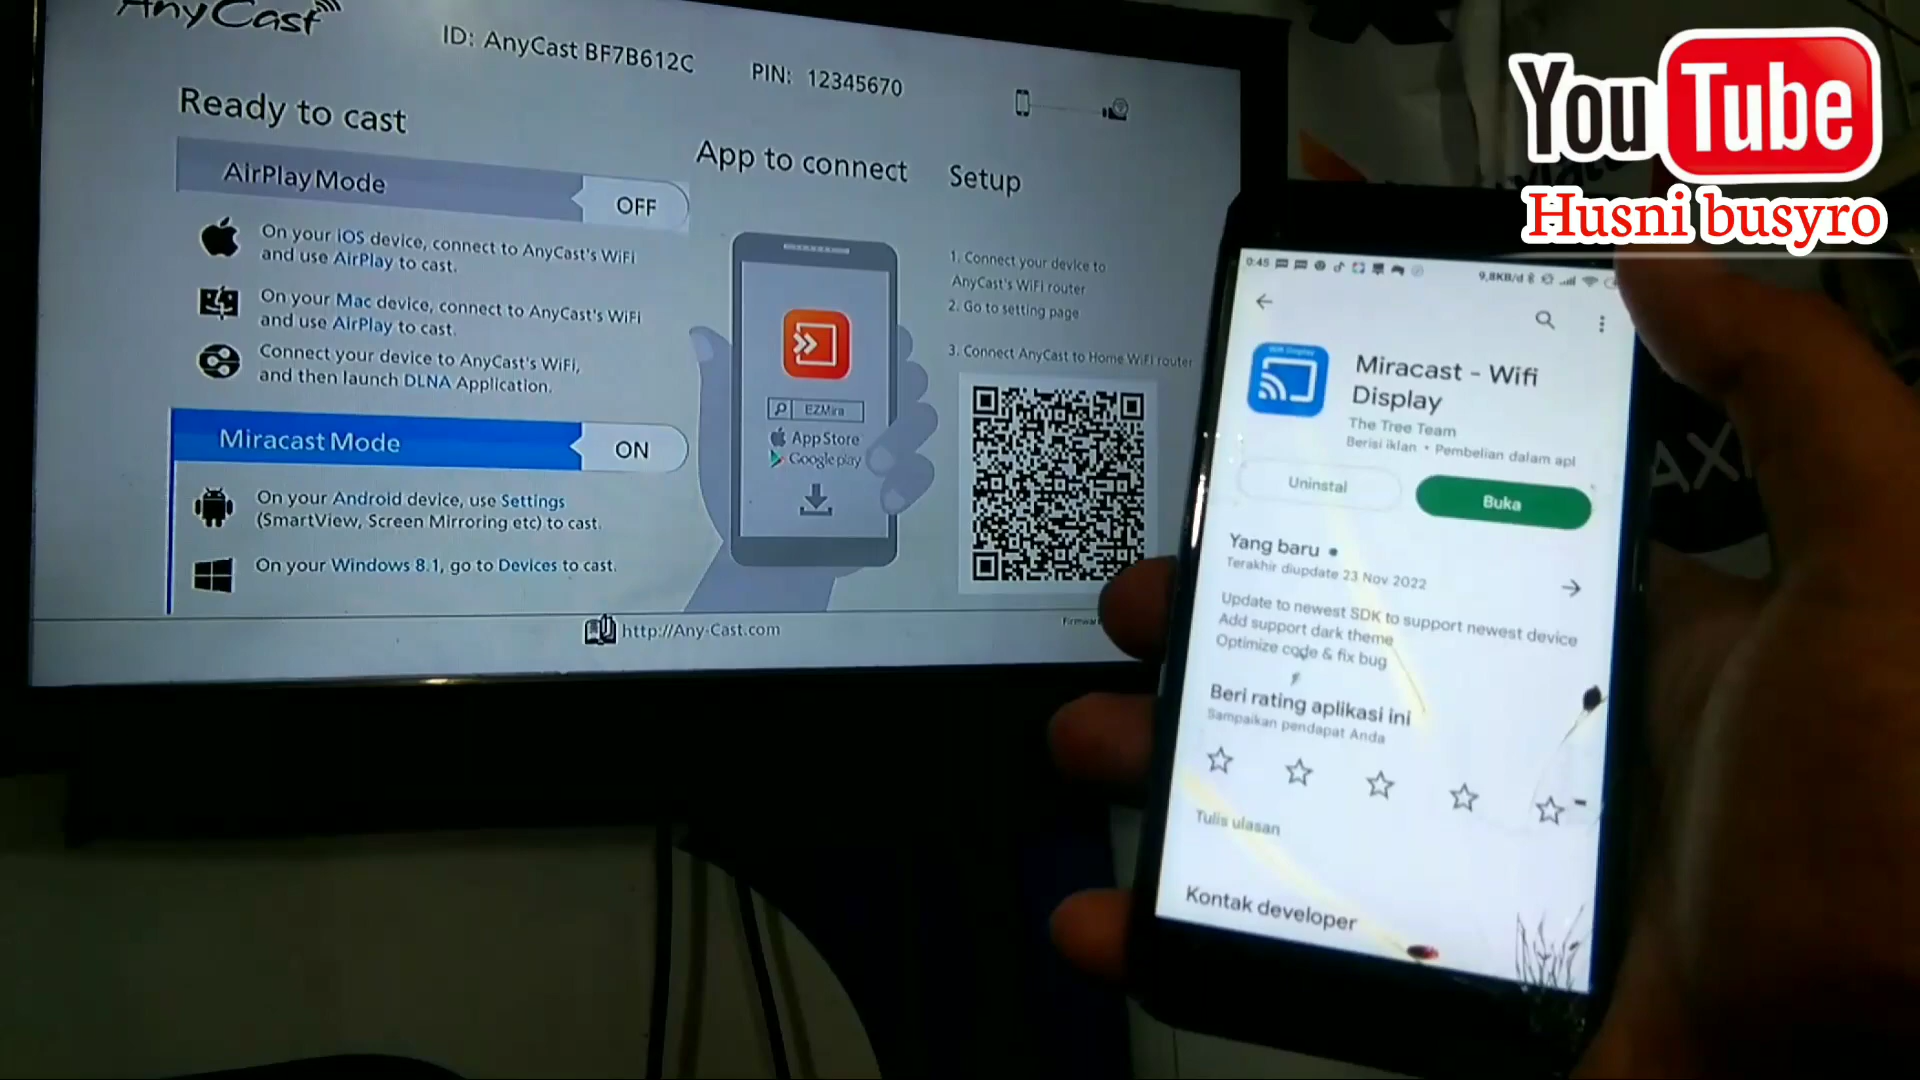 AnyCast
ID: AnyCast BF7B612C
PIN: 12345670
Ready to cast
AirPlay Mode
OFF
On your iOS device, connect to AnyCast's WiFi
and use AirPlay to cast.
On your Mac device, connect to AnyCast's WiFi
and use AirPlay to cast.
Connect your device to AnyCast's WiFi,
and then launch DLNA Application.
Miracast Mode
ON
On your Android device, use Settings
(SmartView, Screen Mirroring etc) to cast.
On your Windows 8.1, go to Devices to cast.
App to connect
EZMira
App Store
Google play
Setup
1. Connect your device to
AnyCast's WiFi router
2. Go to setting page
3. Connect AnyCast to Home WiFi router
http://Any-Cast.com
YouTube
Husni busyro
0:45
9,8KB/d
Miracast - Wifi
Display
The Tree Team
Berisi iklan • Pembelian dalam apl
Uninstal
Buka
Yang baru •
Terakhir diupdate 23 Nov 2022
Update to newest SDK to support newest device
Add support dark theme
Optimize code & fix bug
Beri rating aplikasi ini
Sampaikan pendapat Anda
Tulis ulasan
Kontak developer